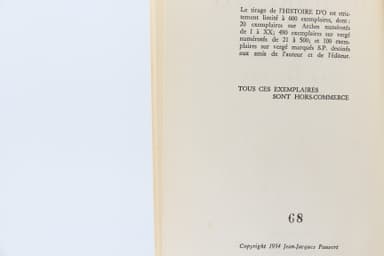 Le tirage de l'HISTOIRE D'O est stric-
tement limité à 600 exemplaires, dont :
20 exemplaires sur Arches numérotés
de I à XX; 480 exemplaires sur vergé
numérotés de 21 à 500; et 100 exem-
plaires sur vergé marqués S.P. destinés
aux amis de l'auteur et de l'éditeur.
TOUS CES EXEMPLAIRES
SONT HORS-COMMERCE
68
Copyright 1954 Jean-Jacques Pauvert